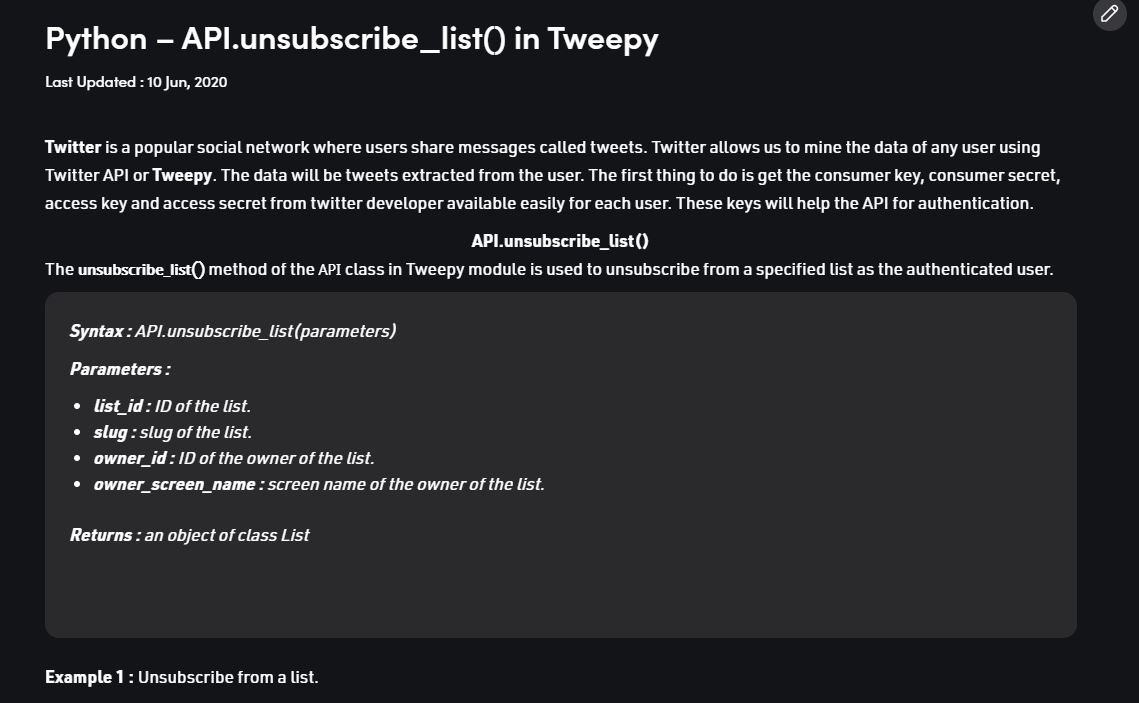 Python – API.unsubscribe_list() in Tweepy
Last Updated : 10 Jun, 2020
Twitter is a popular social network where users share messages called tweets. Twitter allows us to mine the data of any user using
Twitter API or Tweepy. The data will be tweets extracted from the user. The first thing to do is get the consumer key, consumer secret,
access key and access secret from twitter developer available easily for each user. These keys will help the API for authentication.
API.unsubscribe_list()
The unsubscribe_list() method of the API class in Tweepy module is used to unsubscribe from a specified list as the authenticated user.
Syntax : API.unsubscribe_list(parameters)
Parameters :
• list_id : ID of the list.
• slug : slug of the list.
• owner_id : ID of the owner of the list.
• owner_screen_name : screen name of the owner of the list.
Returns : an object of class List
Example 1 : Unsubscribe from a list.